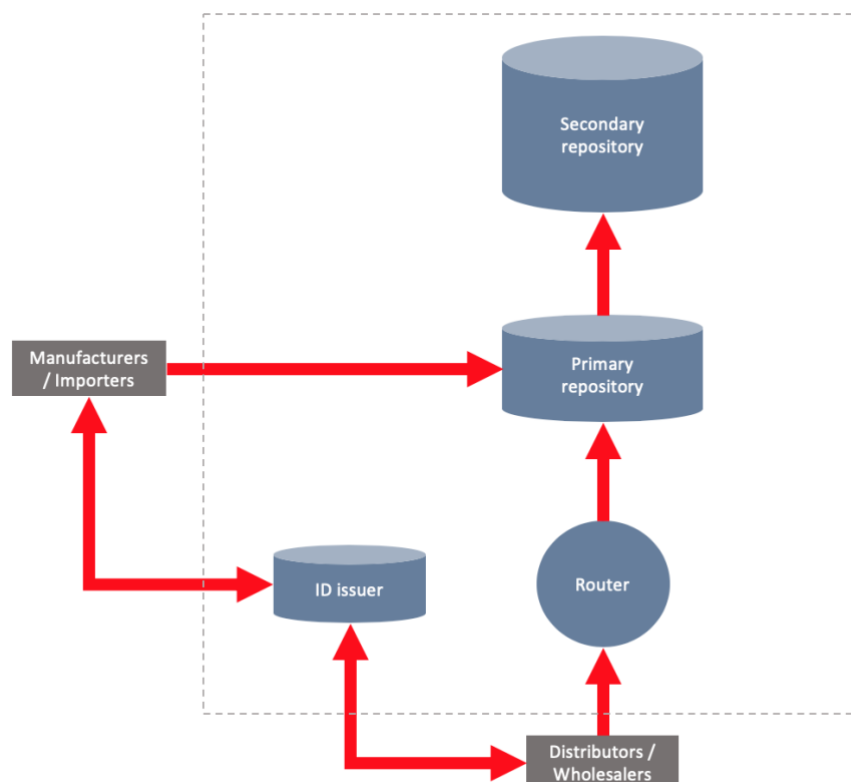 Secondary
repository
Manufacturers
/ Importers
Primary
repository
ID issuer
Router
Distributors /
Wholesalers